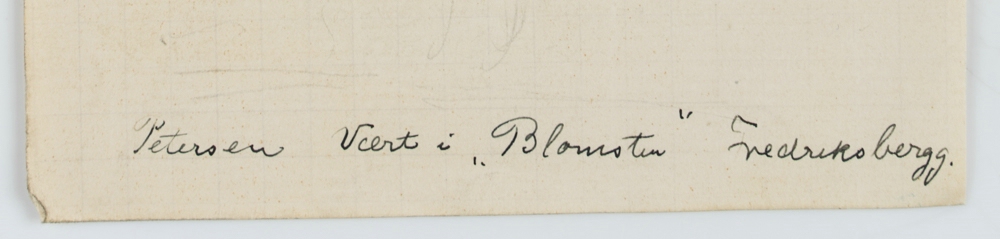 Petersen Vært i „Blomsten" Fredriksbergg.